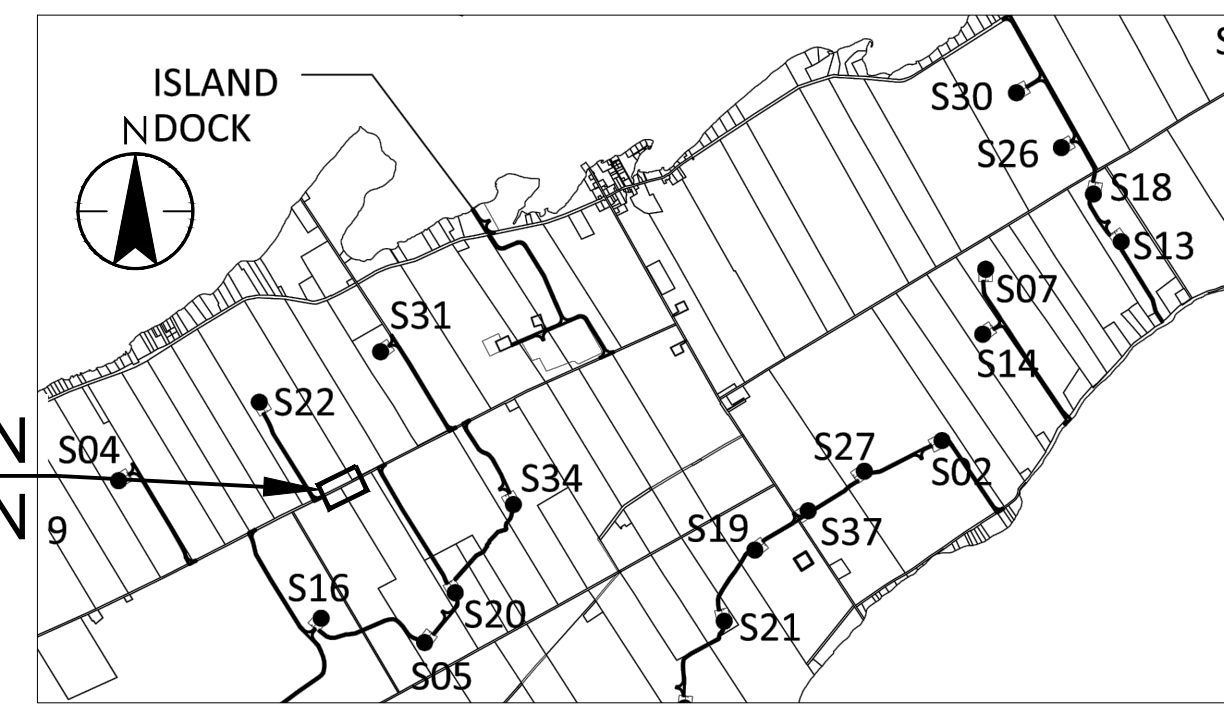 ISLAND
N DOCK
S30
S26
S18
S13
S07
S31
S14
S22
S04
S27
S02
S34
N
N
9
S19
S37
S16
S20
S21
S05